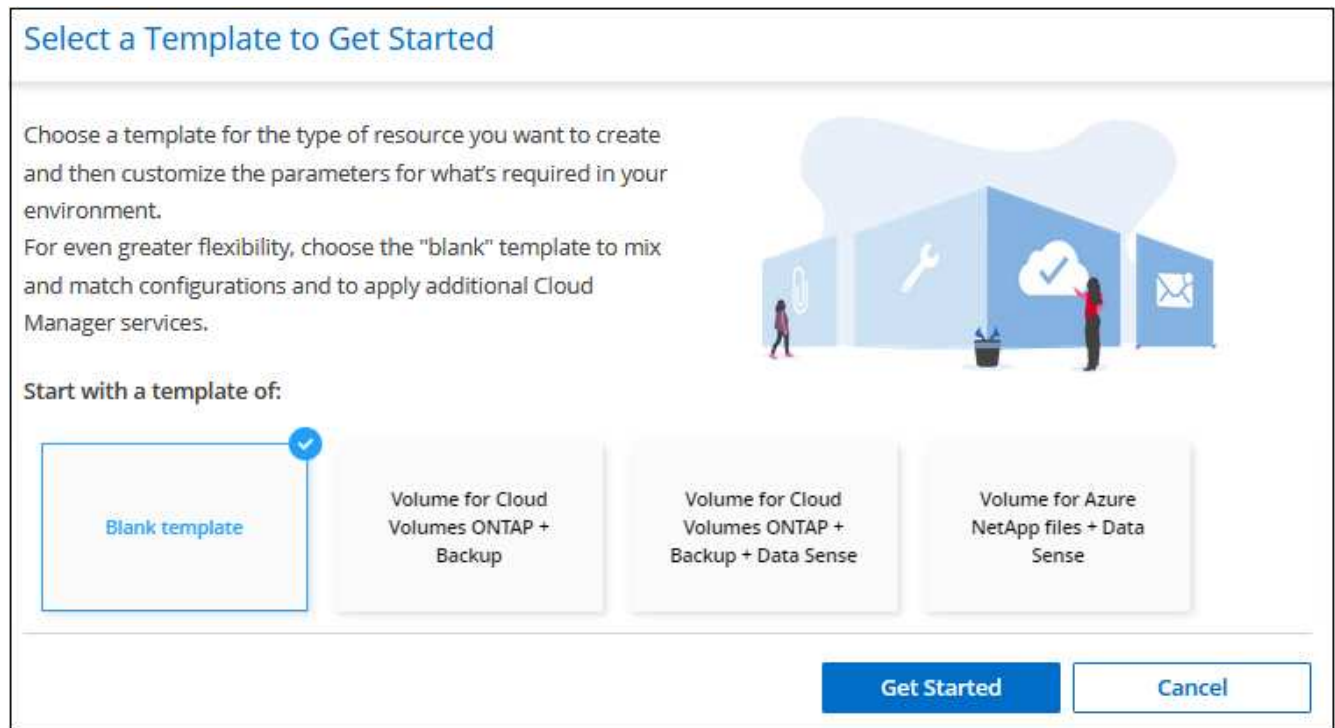 Select a Template to Get Started
Choose a template for the type of resource you want to create
and then customize the parameters for what's required in your
environment.
For even greater flexibility, choose the "blank" template to mix
and match configurations and to apply additional Cloud
Manager services.
Start with a template of:
Blank template
Volume for Cloud
Volumes ONTAP +
Backup
Volume for Cloud
Volumes ONTAP +
Backup + Data Sense
Volume for Azure
NetApp files + Data
Sense
Get Started
Cancel